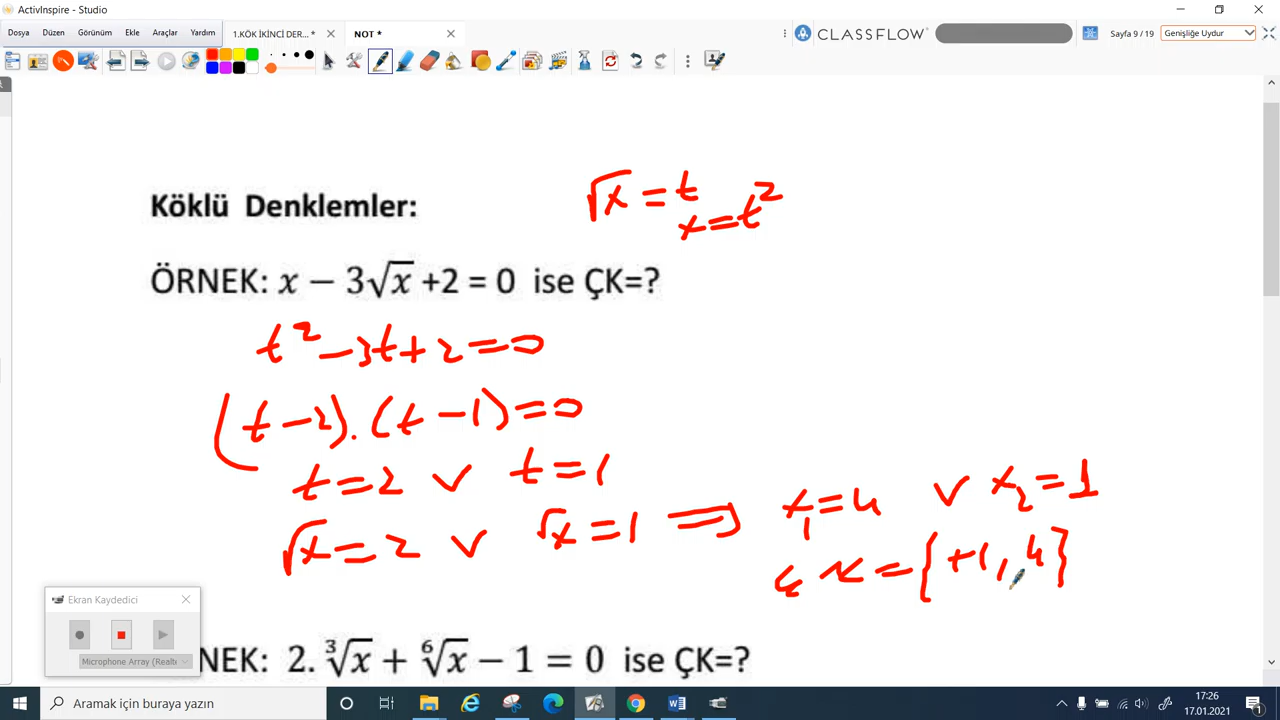 ActivInspire - Studio
Dosya Düzen Görünüm Ekle Araçlar Yardım
1.KÖK İKİNCİ DER... * NOT *
CLASSFLOW
Sayfa 9 / 19
Genişliğe Uydur
√x = t
x = t²
Köklü Denklemler:
ÖRNEK: x − 3√x +2 = 0 ise ÇK=?
t² − 3t + 2 = 0
(t − 2).(t − 1) = 0
t = 2 ∨ t = 1
√x = 2 ∨ √x = 1 ⟹ x₁ = 4 ∨ x₂ = 1
ÇK = {+1, 4}
Ekran Kaydedici
Microphone Array (Realte
NEK: 2. ∛x + ⁶√x − 1 = 0 ise ÇK=?
Aramak için buraya yazın
17:26
17.01.2021